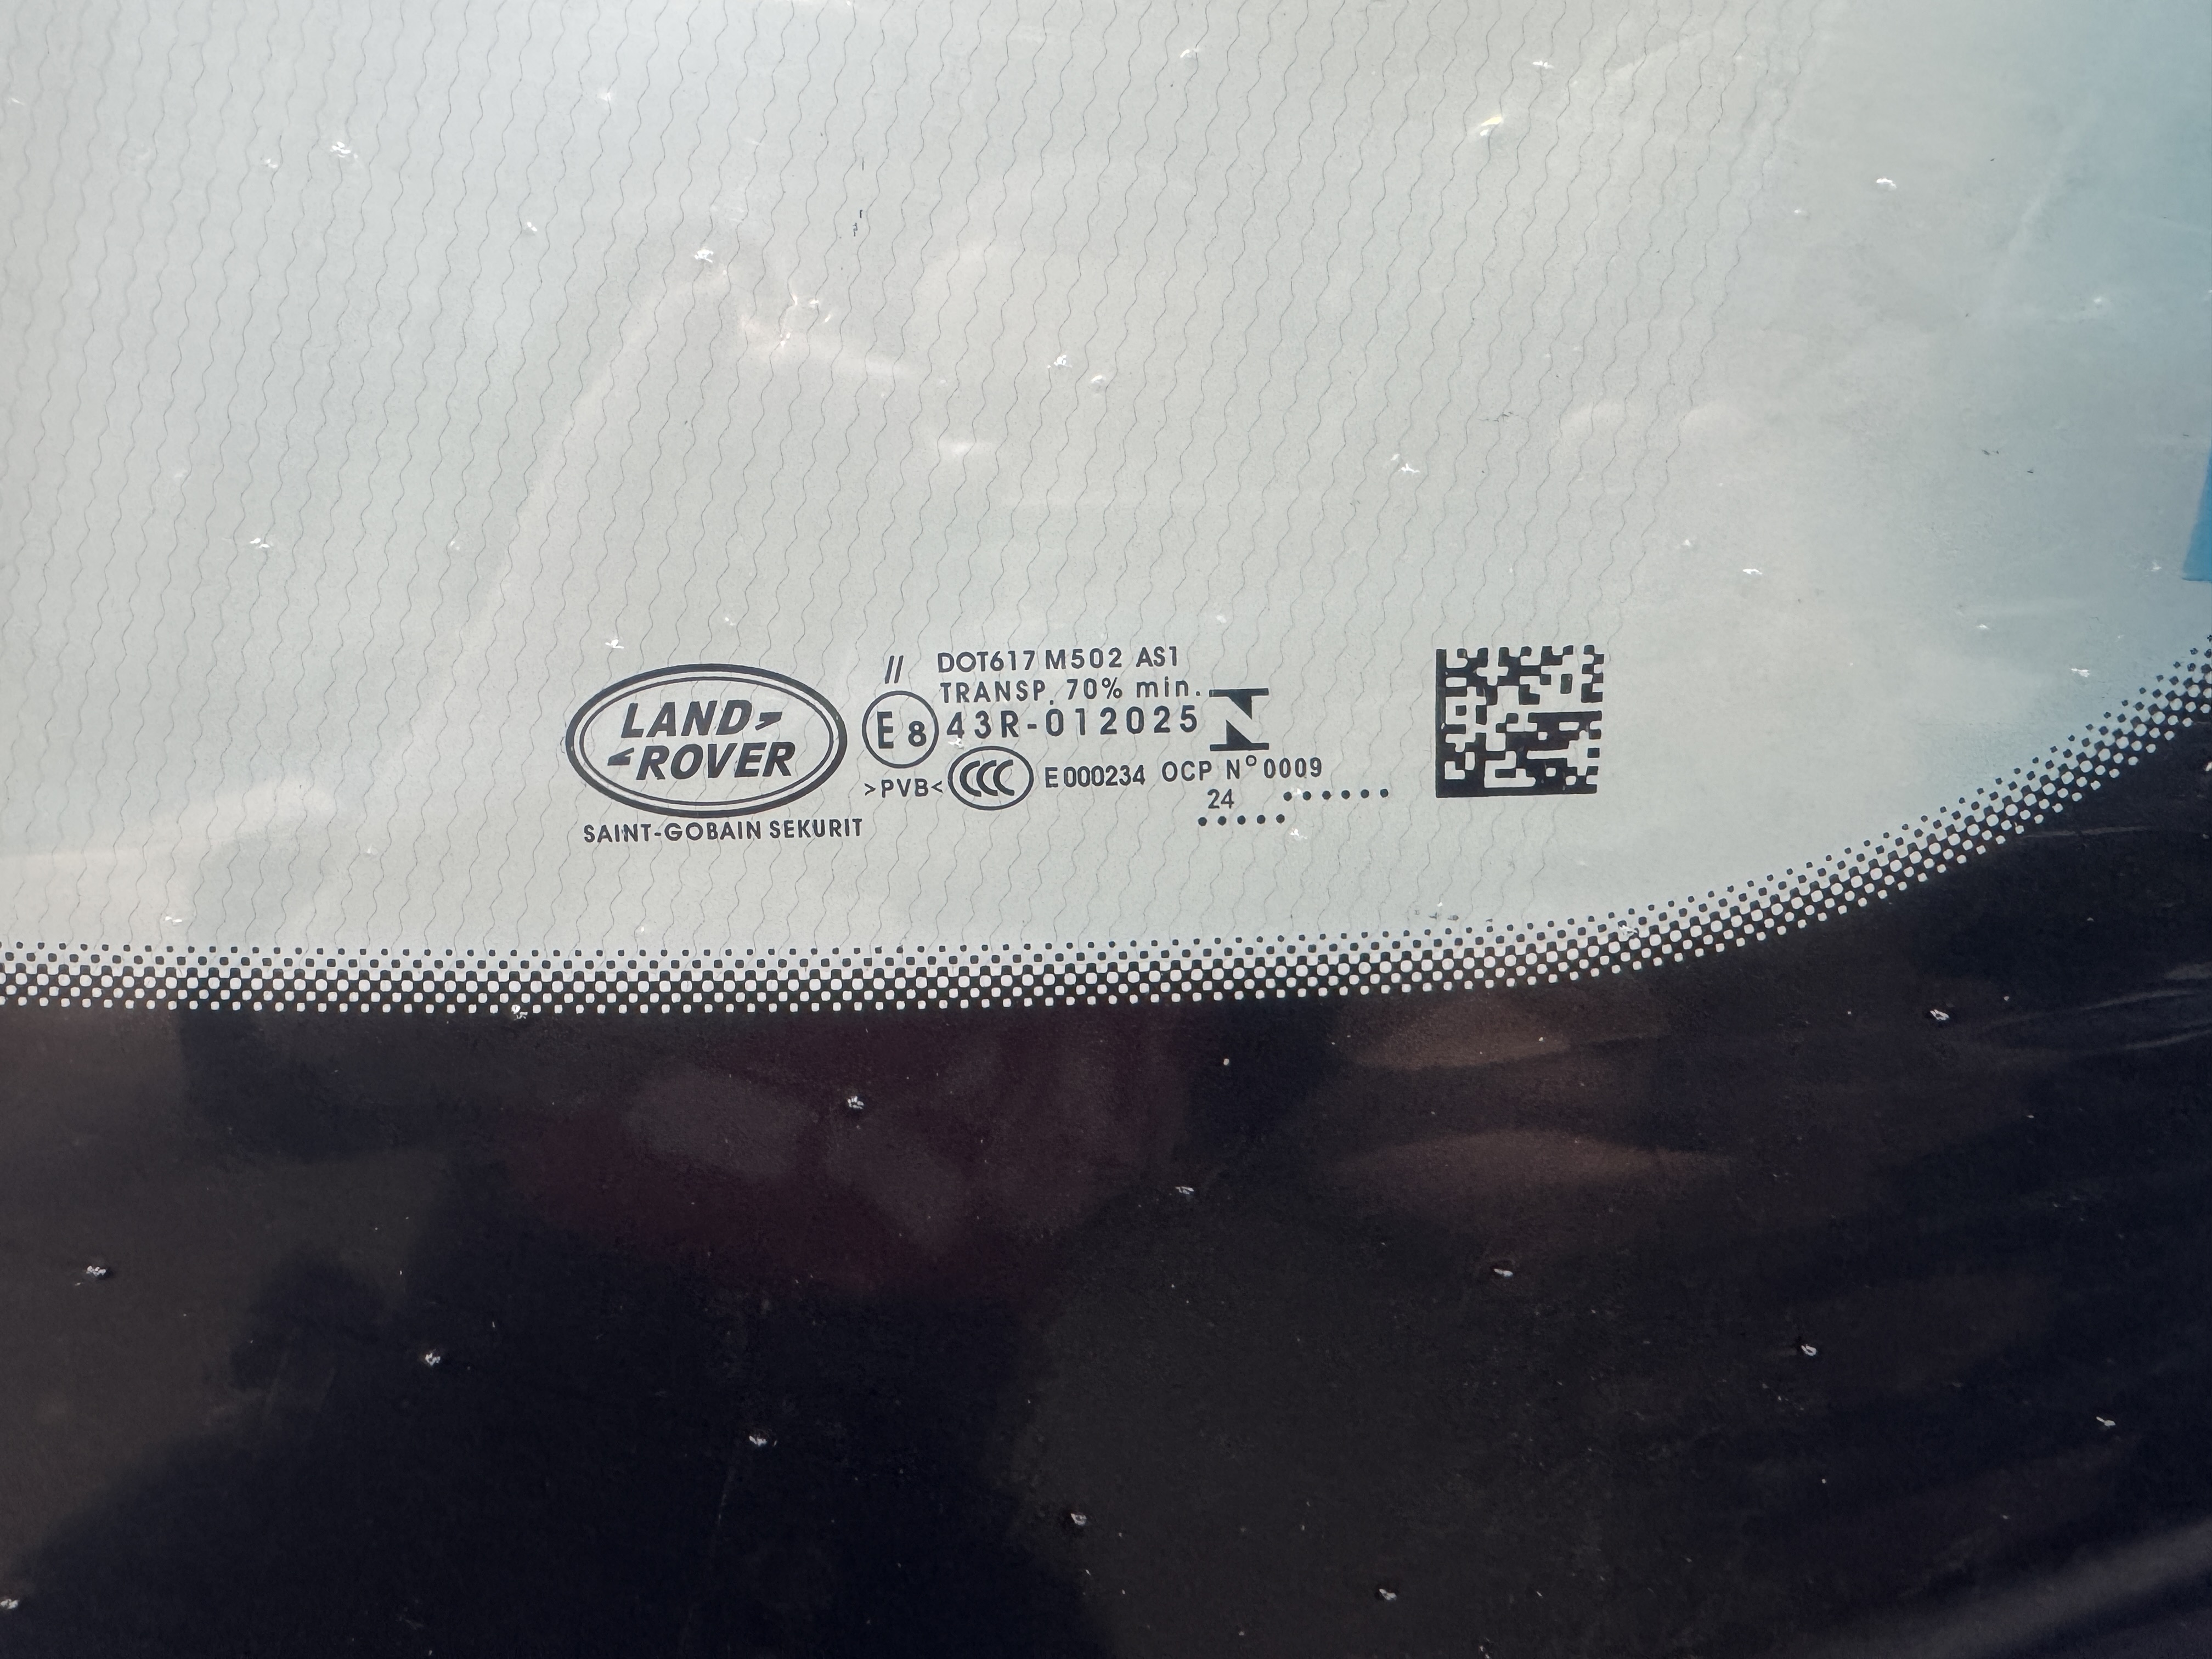 LAND
ROVER
SAINT-GOBAIN SEKURIT
//
DOT617 M502 AS1
TRANSP. 70% min.
E8 43R-012025
>PVB< CCC E000234 OCP N°0009
24 ••••••
•••••